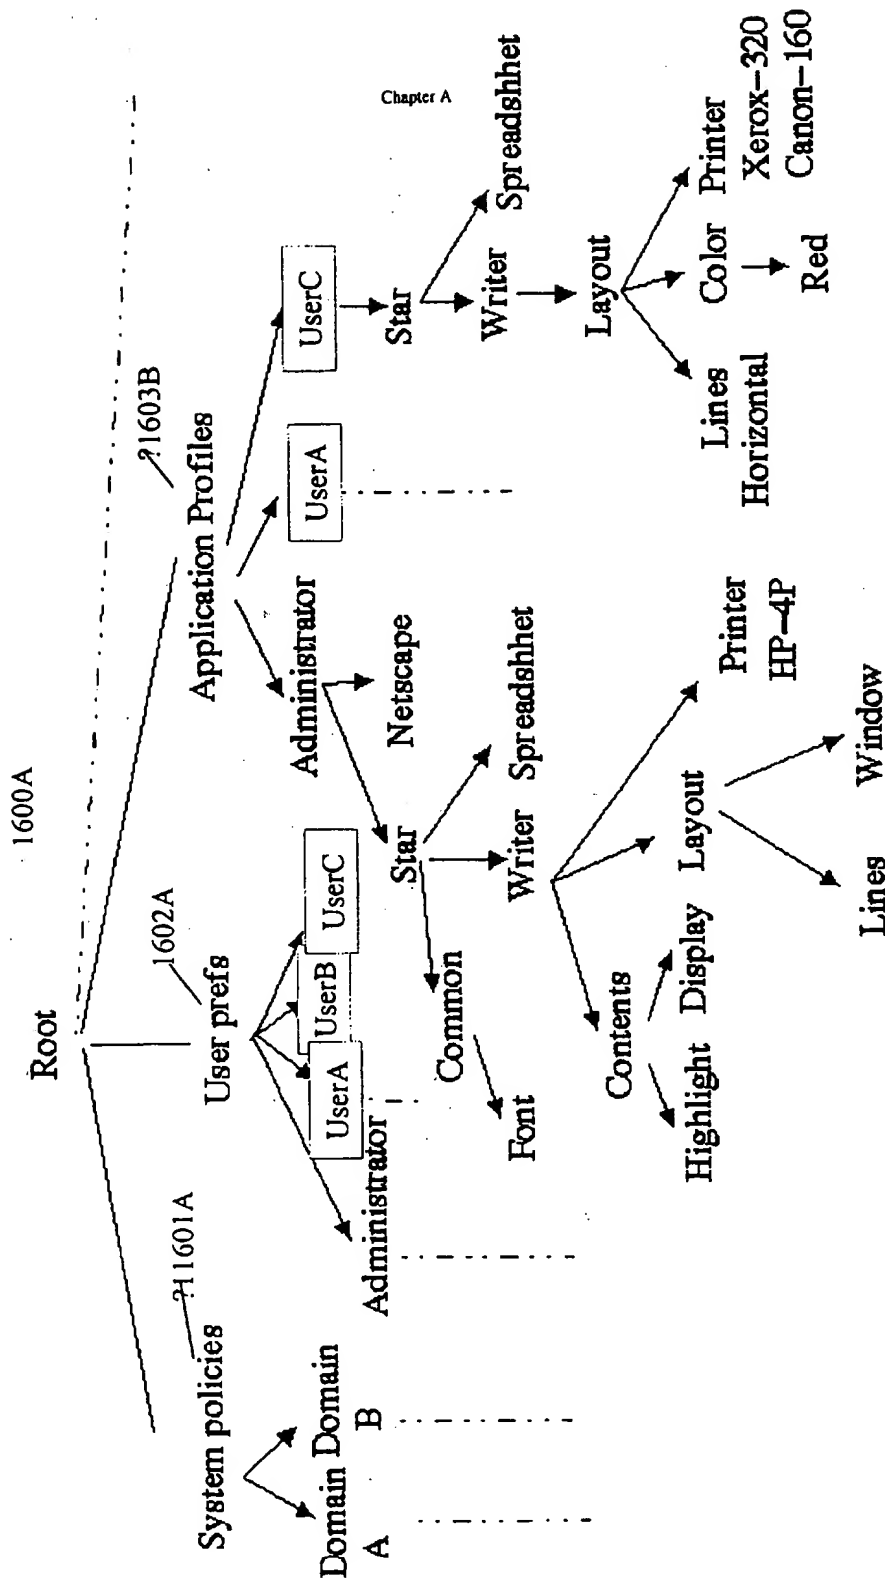 1600A
Root
?11601A
1602A
?1603B
System policies
User prefs
Application Profiles
Domain
A
Domain
B
Administrator
UserA
UserB
UserC
Administrator
UserA
UserC
Chapter A
Star
Netscape
Star
Common
Writer
Spreadshhet
Writer
Spreadshhet
Font
Contents
Layout
Highlight
Display
Layout
Printer
HP-4P
Lines
Horizontal
Color
Printer
Xerox-320
Canon-160
Red
Lines
Window